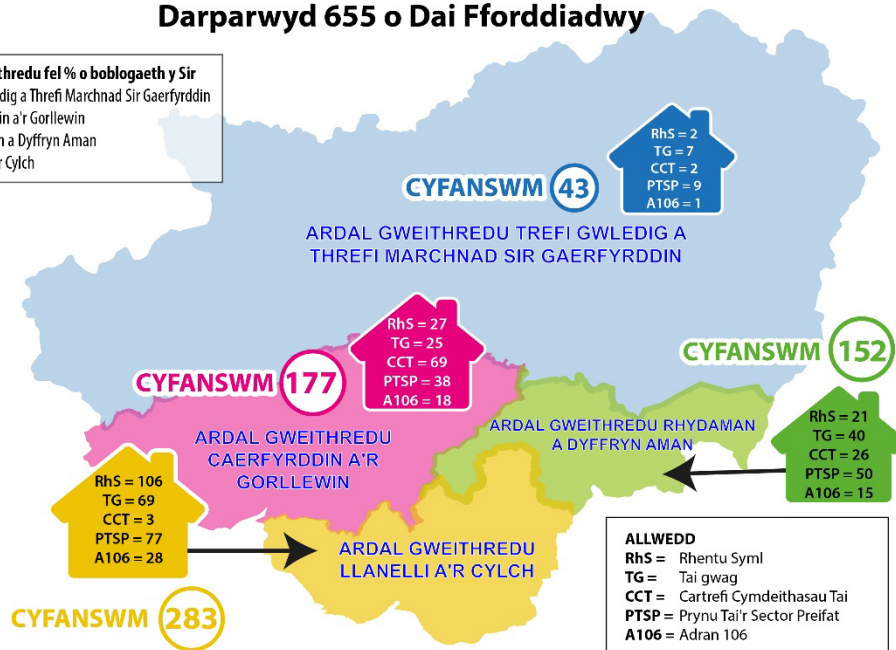 Darparwyd 655 o Dai Fforddiadwy
fel % o boblogaeth y Sir
a Threfi Marchnad Sir Gaerfyrddin
a'r Gorllewin
a Dyffryn Aman
Cylch
RhS = 2
TG = 7
CCT = 2
PTSP = 9
A106 = 1
CYFANSWM 43
ARDAL GWEITHREDU TREFI GWLEDIG A
THREFI MARCHNAD SIR GAERFYRDDIN
RhS = 27
TG = 25
CCT = 69
PTSP = 38
A106 = 18
CYFANSWM 177
ARDAL GWEITHREDU
CAERFYRDDIN A'R
GORLLEWIN
CYFANSWM 152
RhS = 21
TG = 40
CCT = 26
PTSP = 50
A106 = 15
ARDAL GWEITHREDU RHYDAMAN
A DYFFRYN AMAN
RhS = 106
TG = 69
CCT = 3
PTSP = 77
A106 = 28
CYFANSWM 283
ARDAL GWEITHREDU
LLANELLI A'R CYLCH
ALLWEDD
RhS = Rhentu Syml
TG = Tai gwag
CCT = Cartrefi Cymdeithasau Tai
PTSP = Prynu Tai'r Sector Preifat
A106 = Adran 106